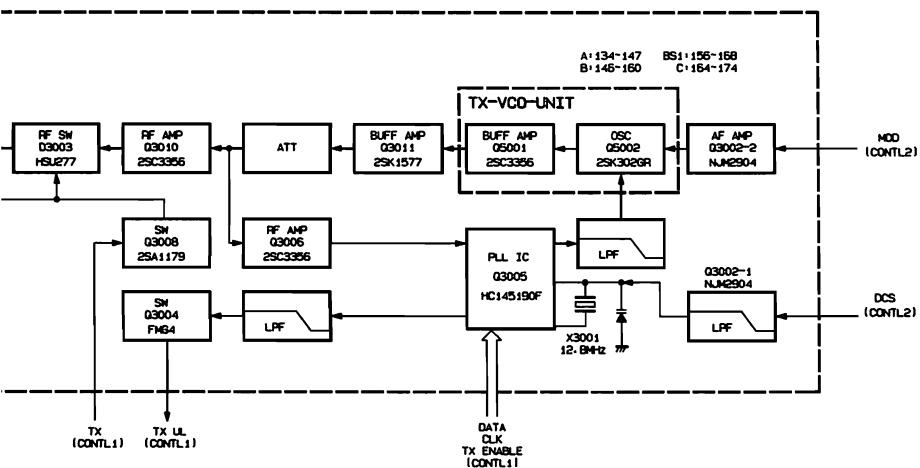 A:134~147 BS1:156~168
B:146~160 C:164~174
TX-VCO-UNIT
RF SW
D3003
HSU277
RF AMP
Q3010
2SC3356
ATT
BUFF AMP
Q3011
2SK1577
BUFF AMP
Q5001
2SC3356
OSC
Q5002
2SK302GR
AF AMP
Q3002-2
NJM2904
MOD
(CONTL2)
SW
Q3008
2SA1179
RF AMP
Q3006
2SC3356
PLL IC
Q3005
HC145190F
LPF
Q3002-1
NJM2904
LPF
DCS
(CONTL2)
SW
Q3004
FMG4
LPF
X3001
12.8MHz
TX
(CONTL1)
TX UL
(CONTL1)
DATA
CLK
TX ENABLE
(CONTL1)